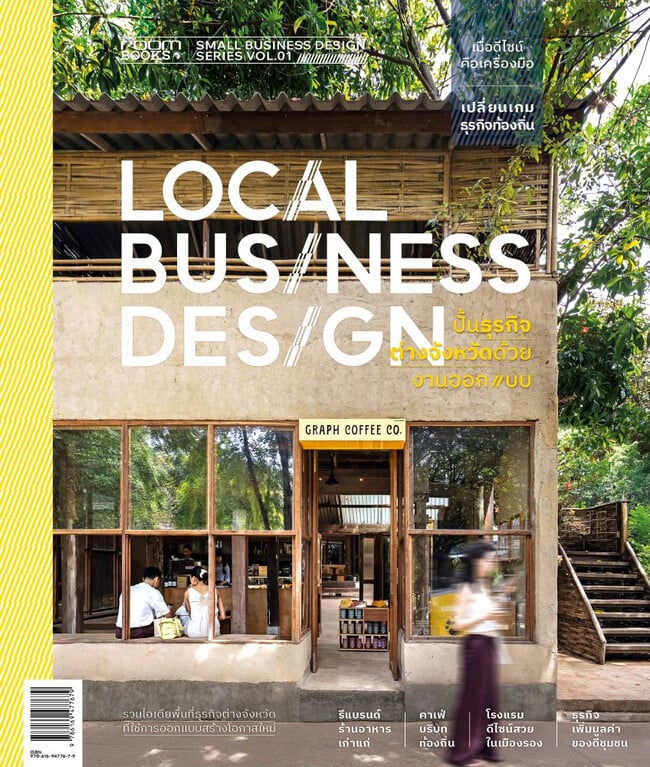 room
BOOKS
SMALL BUSINESS DESIGN
SERIES VOL.01
เมื่อดีไซน์
คือเครื่องมือ
เปลี่ยนเกม
ธุรกิจท้องถิ่น
LOCAL
BUSINESS
DESIGN
ปั้นธุรกิจ
ต่างจังหวัดด้วย
งานออกแบบ
GRAPH COFFEE CO.
รวมไอเดียพื้นที่ธุรกิจต่างจังหวัด
ที่ใช้การออกแบบสร้างโอกาสใหม่
รีแบรนด์
ร้านอาหาร
เก่าแก่
คาเฟ่
บริบท
ท้องถิ่น
โรงแรม
ดีไซน์สวย
ในเมืองรอง
ธุรกิจ
เพิ่มมูลค่า
ของดีชุมชน
9 786169 477679
ISBN
978-616-94776-7-9